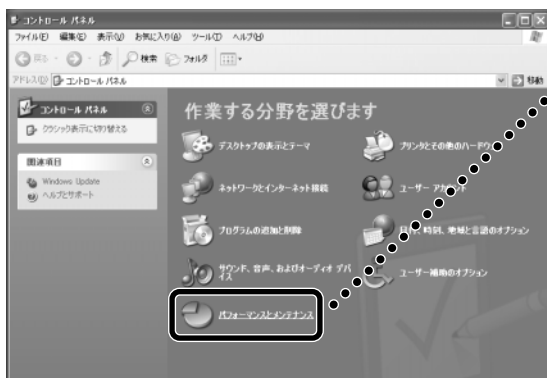 コントロール パネル
ファイル(F) 編集(E) 表示(V) お気に入り(A) ツール(T) ヘルプ(H)
戻る 検索 フォルダ
アドレス(D) コントロール パネル 移動
コントロール パネル
クラシック表示に切り替える
関連項目
Windows Update
ヘルプとサポート
作業する分野を選びます
デスクトップの表示とテーマ
プリンタとその他のハードウェア
ネットワークとインターネット接続
ユーザー アカウント
プログラムの追加と削除
日付、時刻、地域と言語のオプション
サウンド、音声、およびオーディオ デバイス
ユーザー補助のオプション
パフォーマンスとメンテナンス